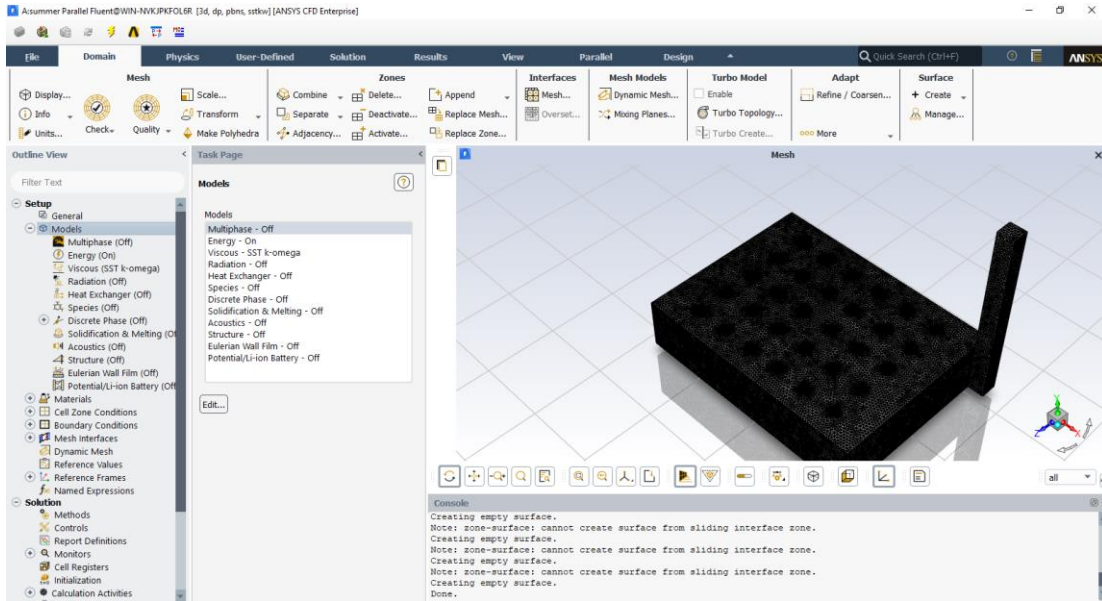 A:summer Parallel Fluent@WIN-NVKJPKFOL6R [3d, dp, pbns, sstkw] [ANSYS CFD Enterprise]
File Domain Physics User-Defined Solution Results View Parallel Design Quick Search (Ctrl+F) ANSYS
Mesh Zones Interfaces Mesh Models Turbo Model Adapt Surface
Display... Scale... Combine Delete... Append Mesh... Dynamic Mesh... Enable Refine / Coarsen... + Create
Info Transform Separate Deactivate... Replace Mesh... Overset... Mixing Planes... Turbo Topology... Manage...
Units... Check Quality Make Polyhedra Adjacency... Activate... Replace Zone... Turbo Create... More
Outline View
Filter Text
Setup
General
Models
Multiphase (Off)
Energy (On)
Viscous (SST k-omega)
Radiation (Off)
Heat Exchanger (Off)
Species (Off)
Discrete Phase (Off)
Solidification & Melting (Of
Acoustics (Off)
Structure (Off)
Eulerian Wall Film (Off)
Potential/Li-ion Battery (Off
Materials
Cell Zone Conditions
Boundary Conditions
Mesh Interfaces
Dynamic Mesh
Reference Values
Reference Frames
Named Expressions
Solution
Methods
Controls
Report Definitions
Monitors
Cell Registers
Initialization
Calculation Activities
Task Page
Models
Models
Multiphase - Off
Energy - On
Viscous - SST k-omega
Radiation - Off
Heat Exchanger - Off
Species - Off
Discrete Phase - Off
Solidification & Melting - Off
Acoustics - Off
Structure - Off
Eulerian Wall Film - Off
Potential/Li-ion Battery - Off
Edit...
Mesh
Y
Z X
all
Console
Creating empty surface.
Note: zone-surface: cannot create surface from sliding interface zone.
Creating empty surface.
Note: zone-surface: cannot create surface from sliding interface zone.
Creating empty surface.
Note: zone-surface: cannot create surface from sliding interface zone.
Creating empty surface.
Done.